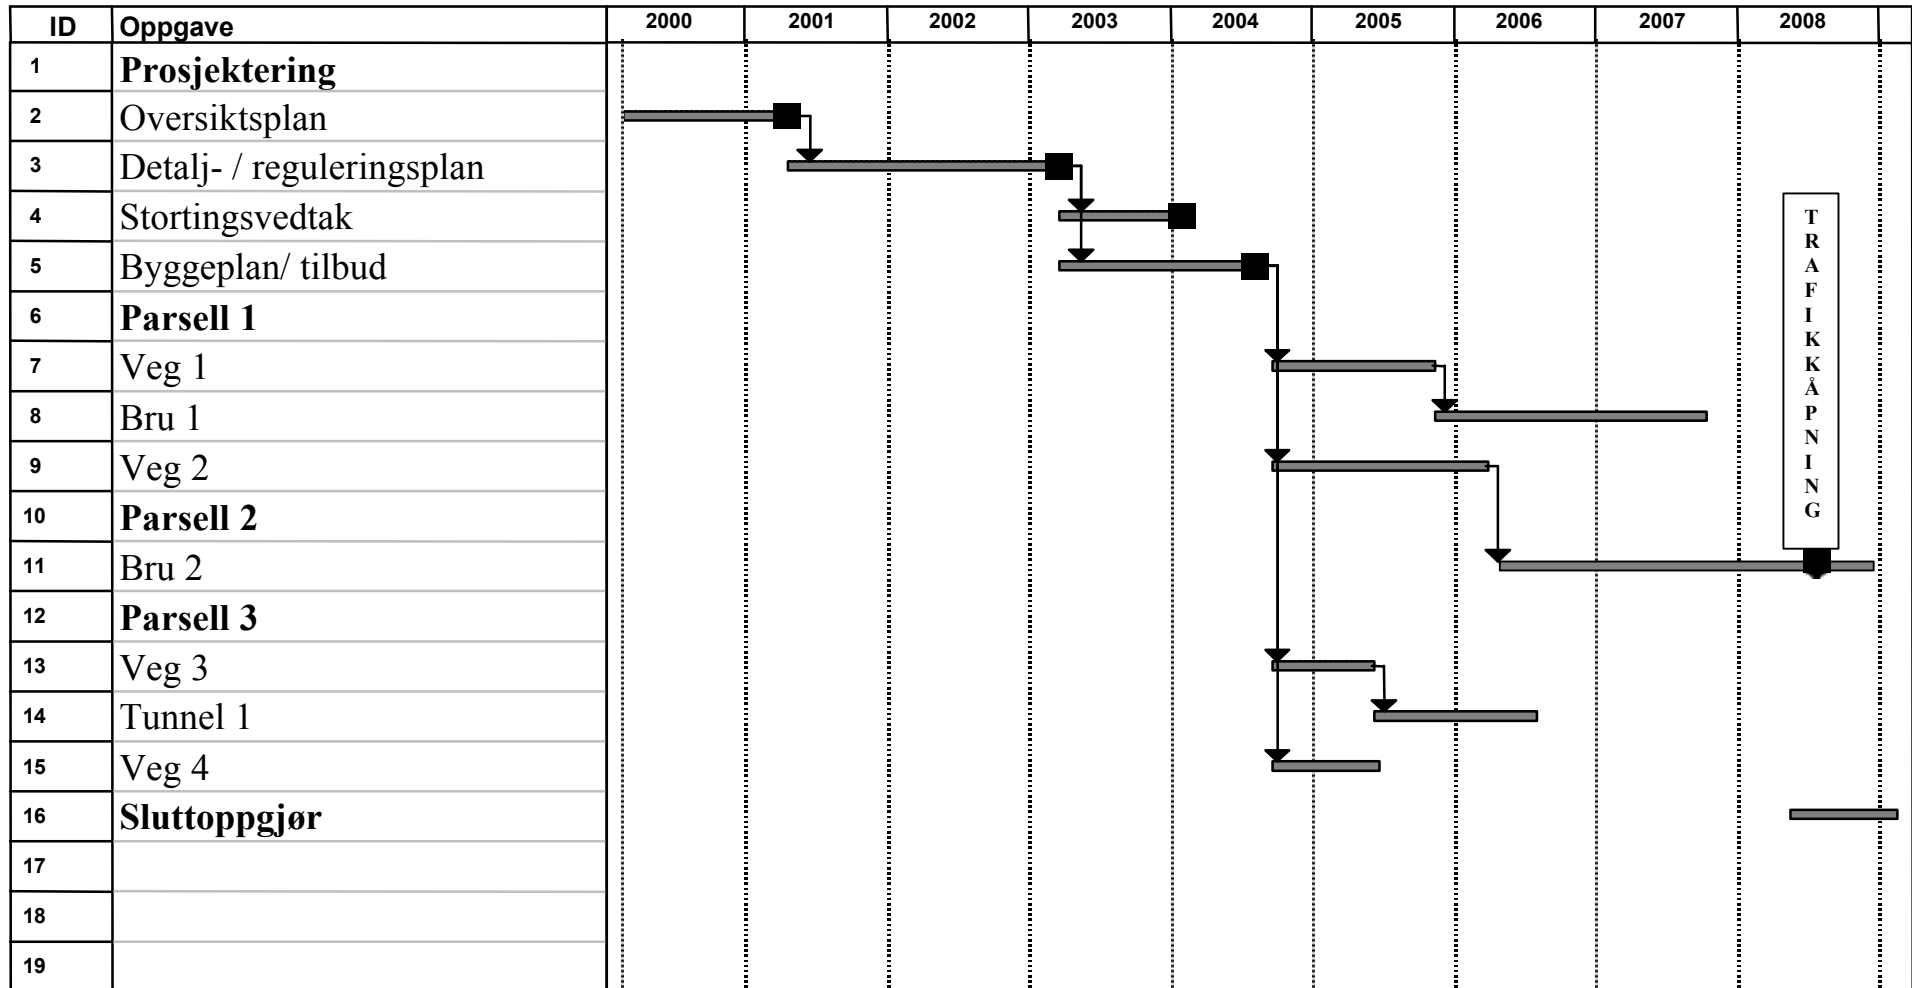 ID Oppgave 2000 2001 2002 2003 2004 2005 2006 2007 2008
1 Prosjektering
2 Oversiktsplan
3 Detalj- / reguleringsplan
4 Stortingsvedtak
5 Byggeplan/ tilbud
6 Parsell 1
7 Veg 1
8 Bru 1
9 Veg 2
10 Parsell 2
11 Bru 2
12 Parsell 3
13 Veg 3
14 Tunnel 1
15 Veg 4
16 Sluttoppgjør
17
18
19
T
R
A
F
I
K
K
Å
P
N
I
N
G